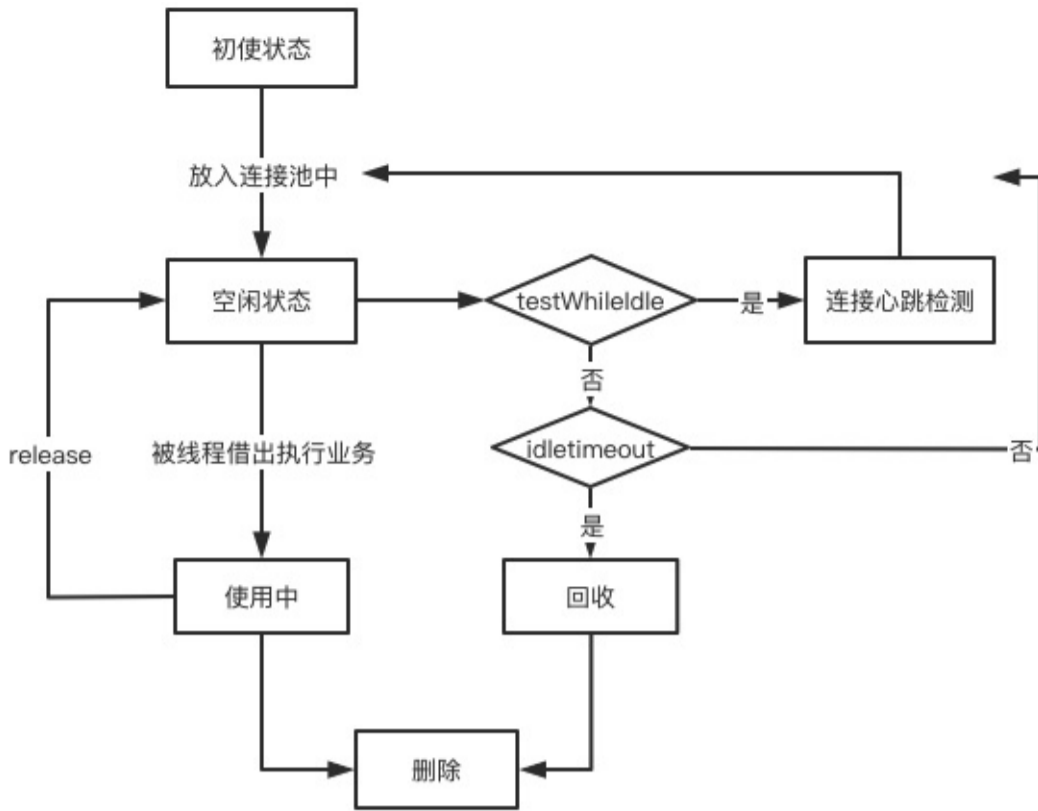 初使状态
放入连接池中
空闲状态
testWhileIdle
是
连接心跳检测
否
release
被线程借出执行业务
idletimeout
否
是
使用中
回收
删除